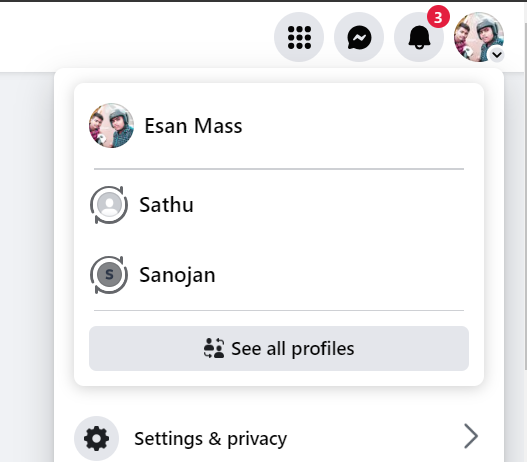 3
Esan Mass
Sathu
S
Sanojan
See all profiles
Settings & privacy